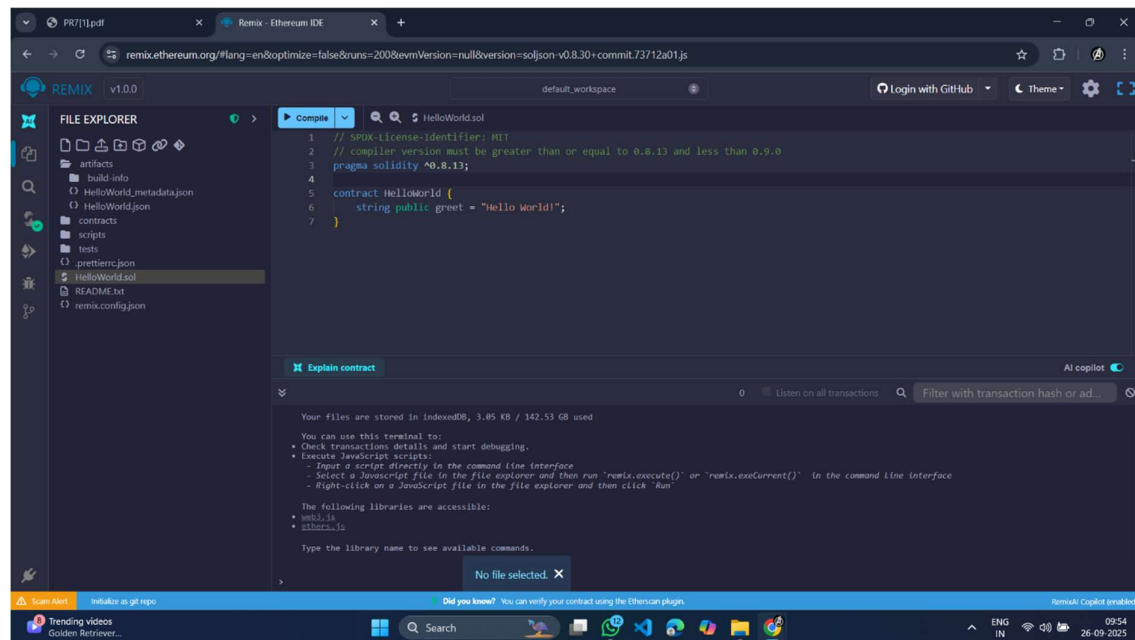 PR7[1].pdf
Remix - Ethereum IDE
remix.ethereum.org/#lang=en&optimize=false&runs=200&evmVersion=null&version=soljson-v0.8.30+commit.73712a01.js
REMIX v1.0.0
default_workspace
Login with GitHub
Theme
FILE EXPLORER
artifacts
build-info
HelloWorld_metadata.json
HelloWorld.json
contracts
scripts
tests
.prettierrc.json
HelloWorld.sol
README.txt
remix.config.json
Compile
HelloWorld.sol
1 // SPDX-License-Identifier: MIT
2 // compiler version must be greater than or equal to 0.8.13 and less than 0.9.0
3 pragma solidity ^0.8.13;
4
5 contract HelloWorld {
6 string public greet = "Hello World!";
7 }
Explain contract
AI copilot
0 Listen on all transactions
Filter with transaction hash or ad...
Your files are stored in indexedDB, 3.05 KB / 142.53 GB used
You can use this terminal to:
• Check transactions details and start debugging.
• Execute JavaScript scripts:
- Input a script directly in the command line interface
- Select a Javascript file in the file explorer and then run `remix.execute()` or `remix.exeCurrent()` in the command line interface
- Right-click on a JavaScript file in the file explorer and then click `Run`
The following libraries are accessible:
• web3.js
• ethers.js
Type the library name to see available commands.
>
No file selected.
Scam Alert
Initialize as git repo
Did you know? You can verify your contract using the Etherscan plugin.
RemixAI Copilot (enabled
8
Trending videos
Golden Retriever...
Search
12
ENG
IN
09:54
26-09-2025